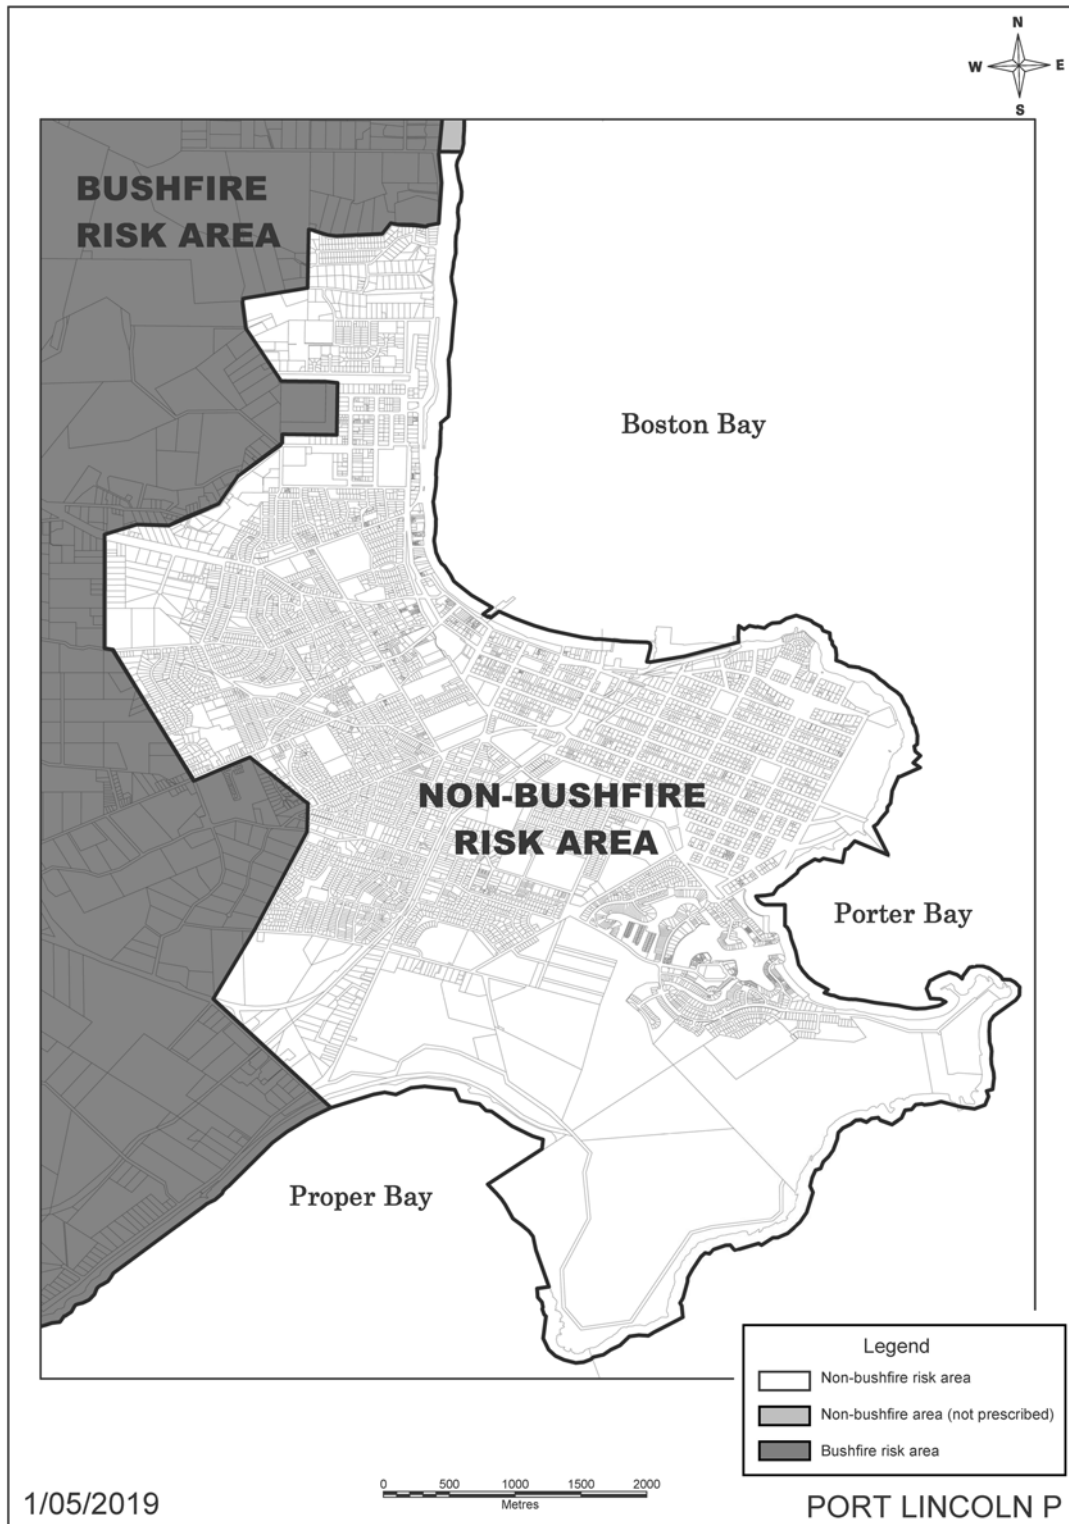 N
W E
S
BUSHFIRE
RISK AREA
Boston Bay
NON-BUSHFIRE
RISK AREA
Porter Bay
Proper Bay
Legend
Non-bushfire risk area
Non-bushfire area (not prescribed)
Bushfire risk area
0 500 1000 1500 2000
Metres
1/05/2019
PORT LINCOLN P